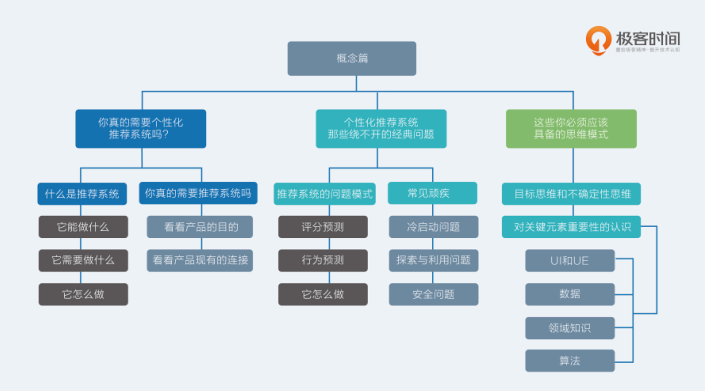 极客时间
重拾极客精神·提升技术认知
概念篇
你真的需要个性化
推荐系统吗?
个性化推荐系统
那些绕不开的经典问题
这些你必须应该
具备的思维模式
什么是推荐系统
你真的需要推荐系统吗
推荐系统的问题模式
常见顽疾
目标思维和不确定性思维
它能做什么
看看产品的目的
评分预测
冷启动问题
对关键元素重要性的认识
它需要做什么
看看产品现有的连接
行为预测
探索与利用问题
UI和UE
它怎么做
它怎么做
安全问题
数据
领域知识
算法